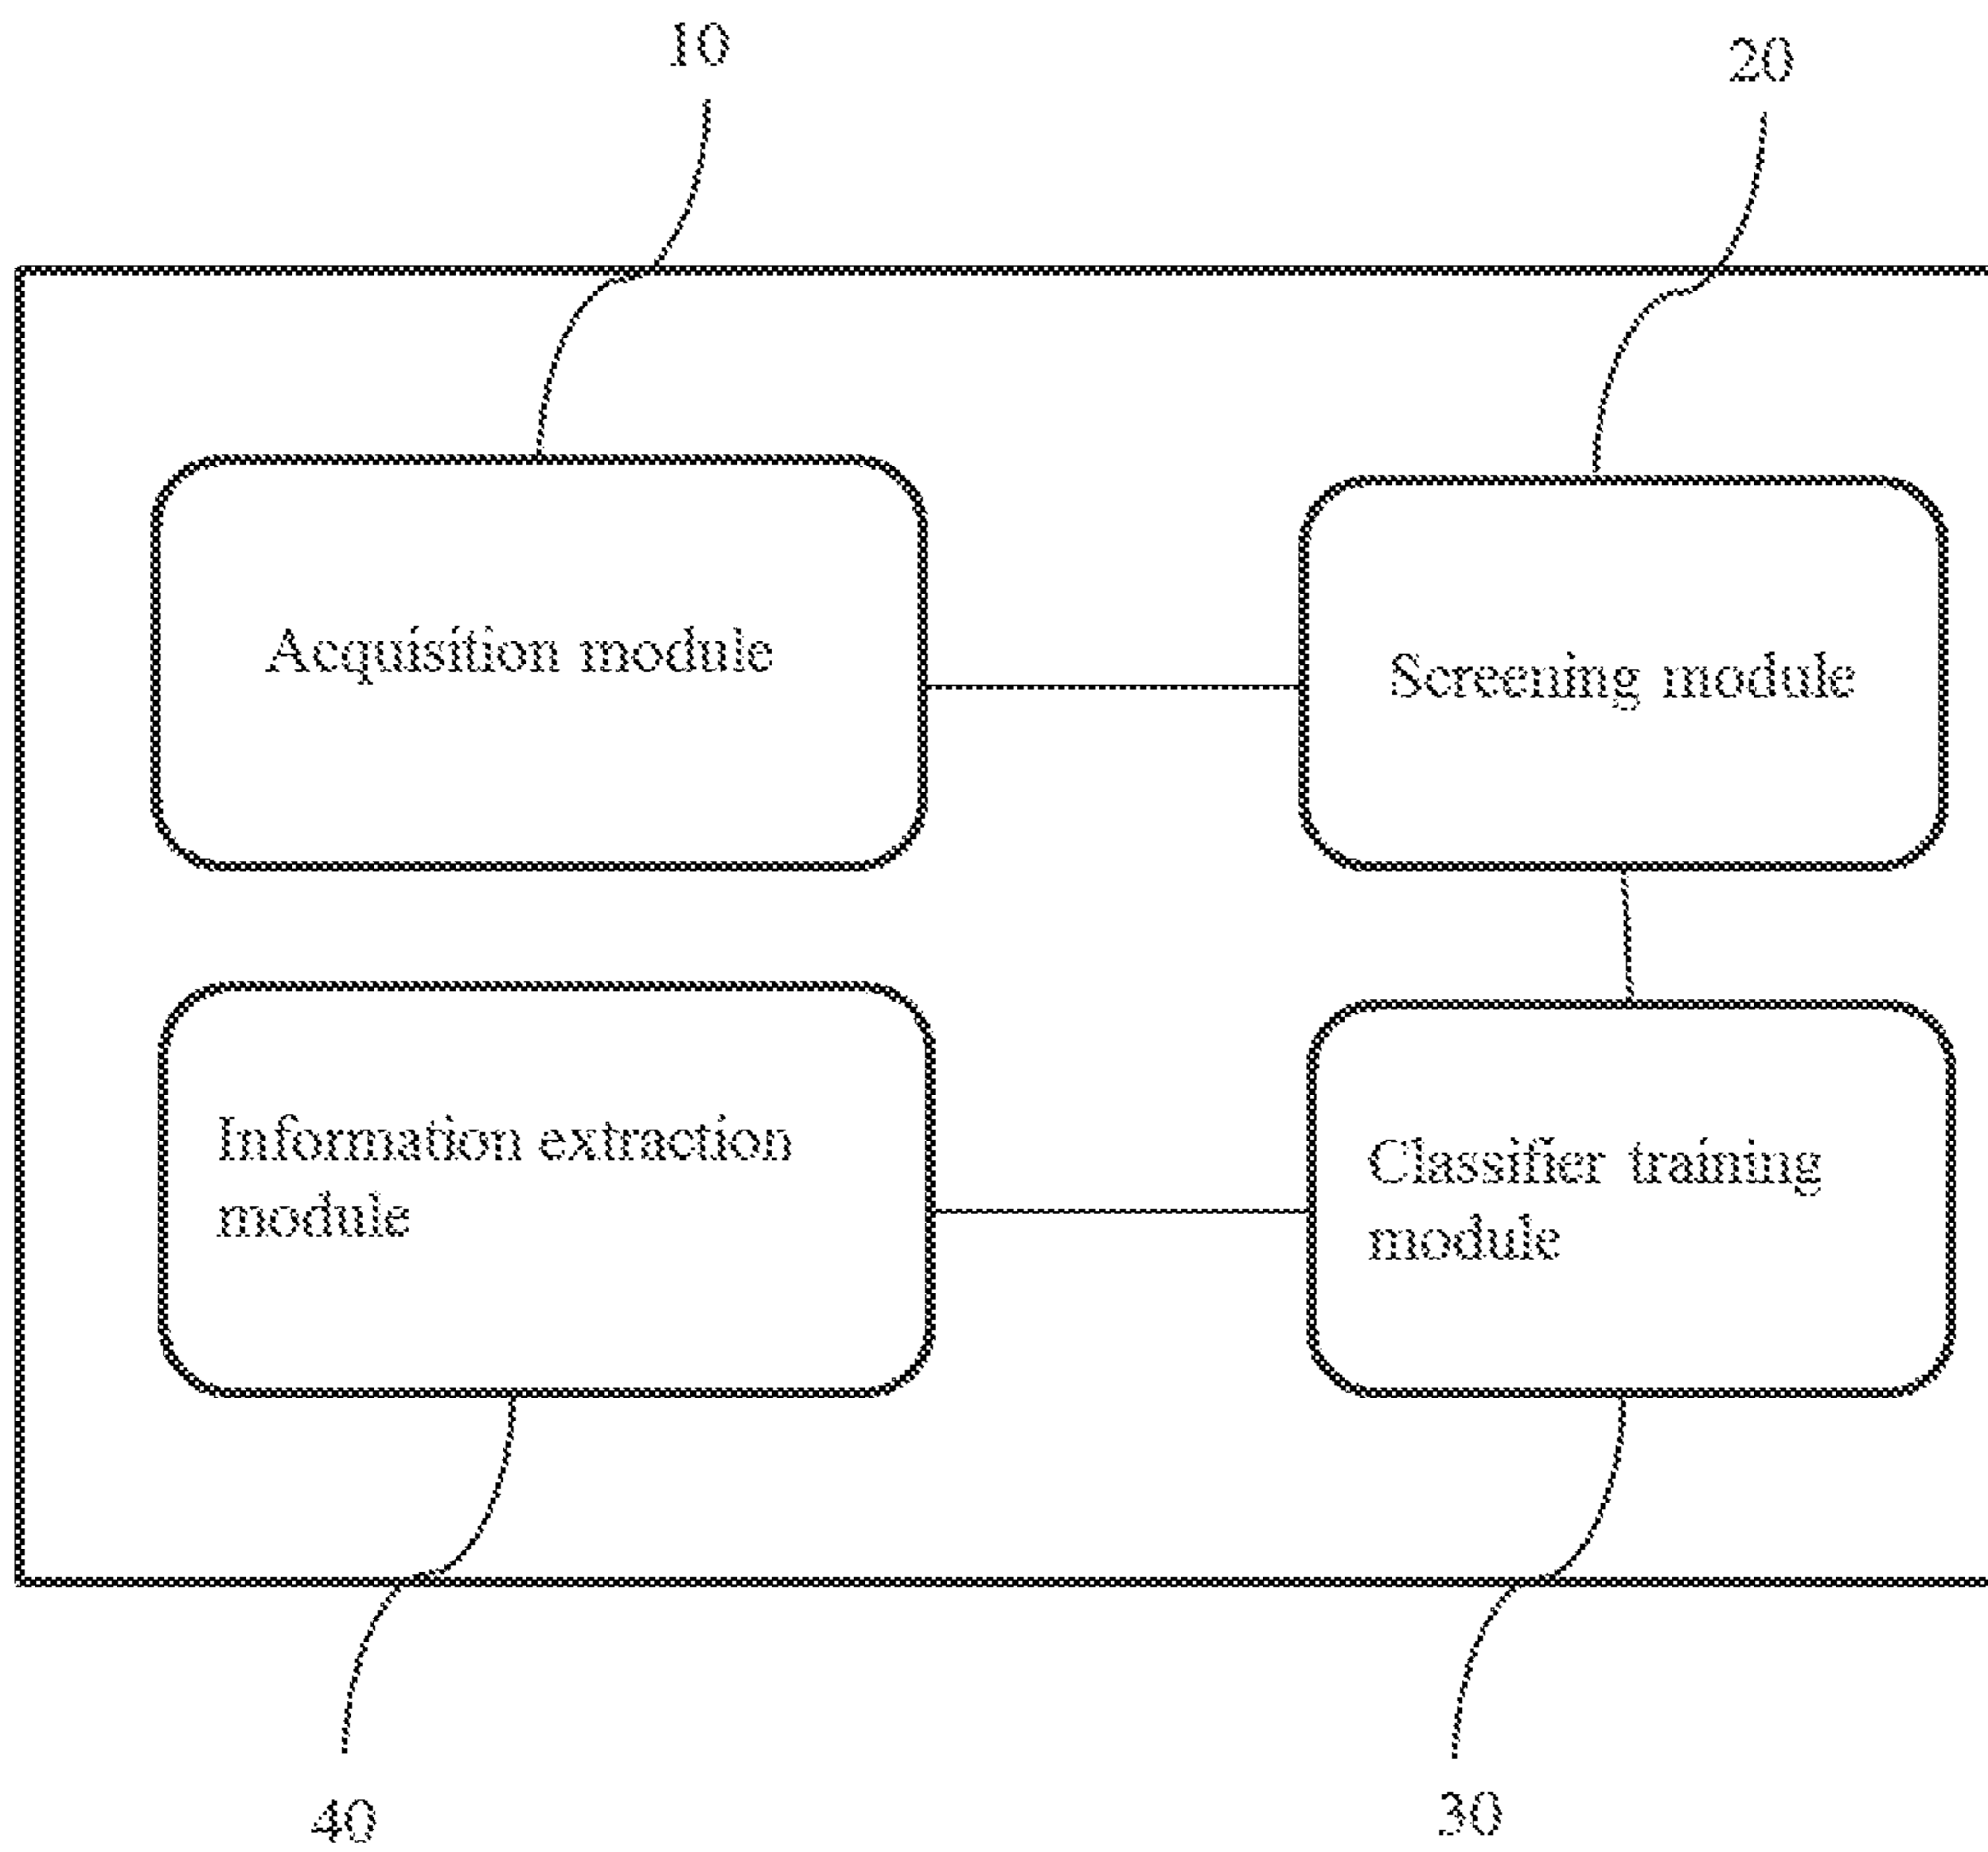 10
20
Acquisition module
Screening module
Information extraction
module
Classifier training
module
40
30